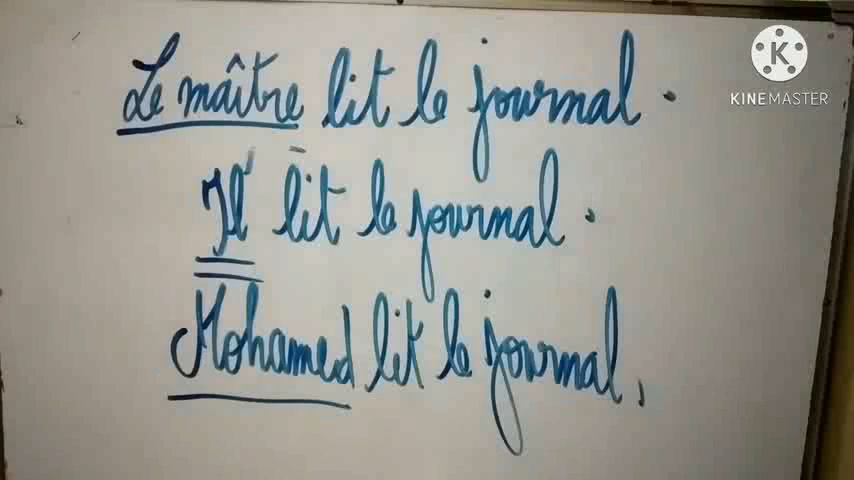 Le maître lit le journal.
K
KINEMASTER
Il lit le journal.
Mohamed lit le journal.